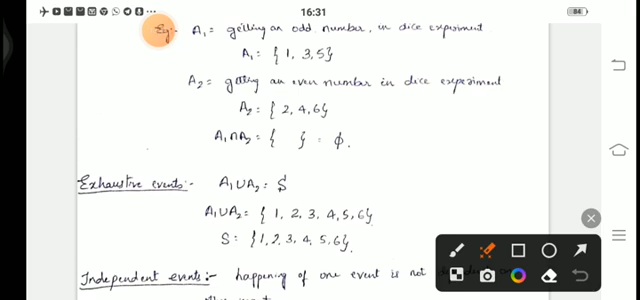 16:31
84
Eg:- A₁ = getting an odd number, in dice experiment
A₁ = { 1, 3, 5}
A₂ = getting an even number in dice experiment
A₂ = { 2, 4, 6}
A₁∩A₂ = { } = ϕ.
Exhaustive events:- A₁∪A₂ = S
A₁∪A₂ = { 1, 2, 3, 4, 5, 6}
S: {1, 2, 3, 4, 5, 6}.
Independent events:- happening of one event is not